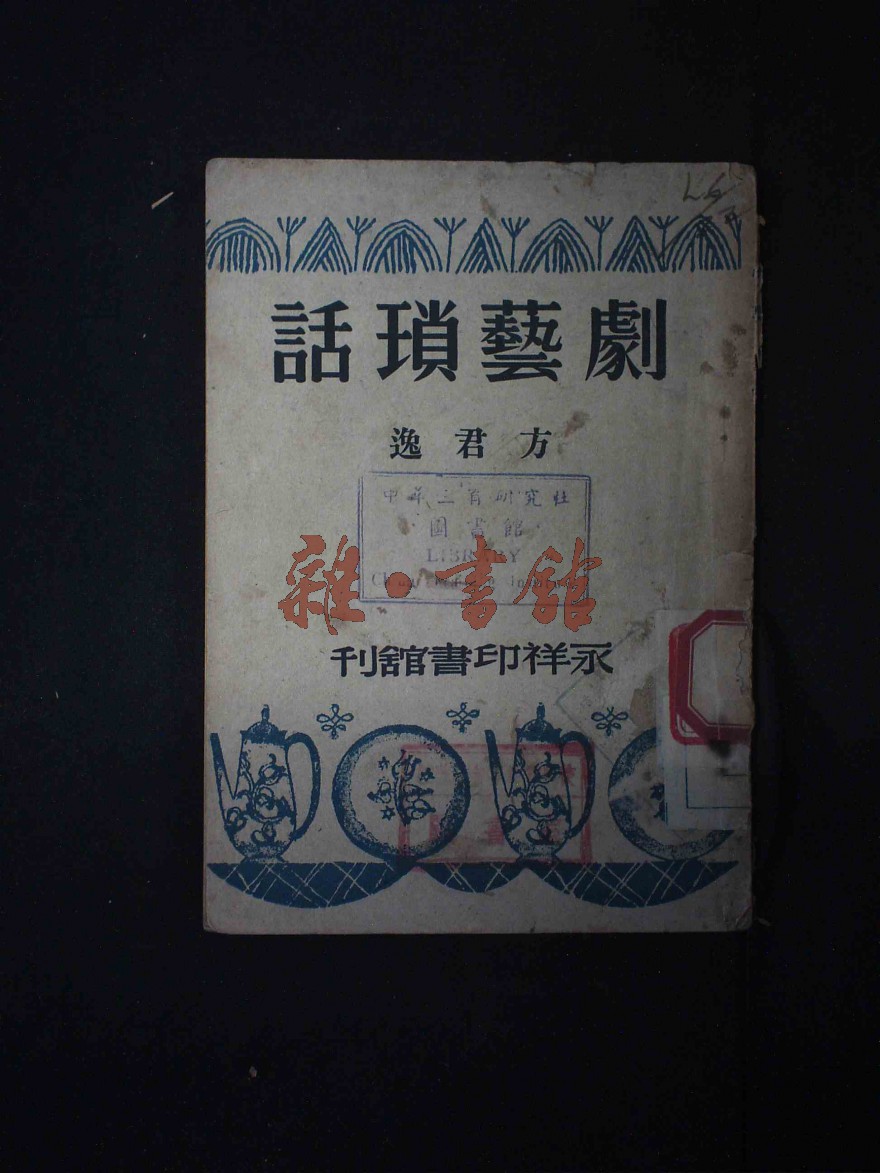 劇藝瑣話
方君逸
中華三育研究社
圖書館
LIBRARY
雜·書館
永祥印書館刊